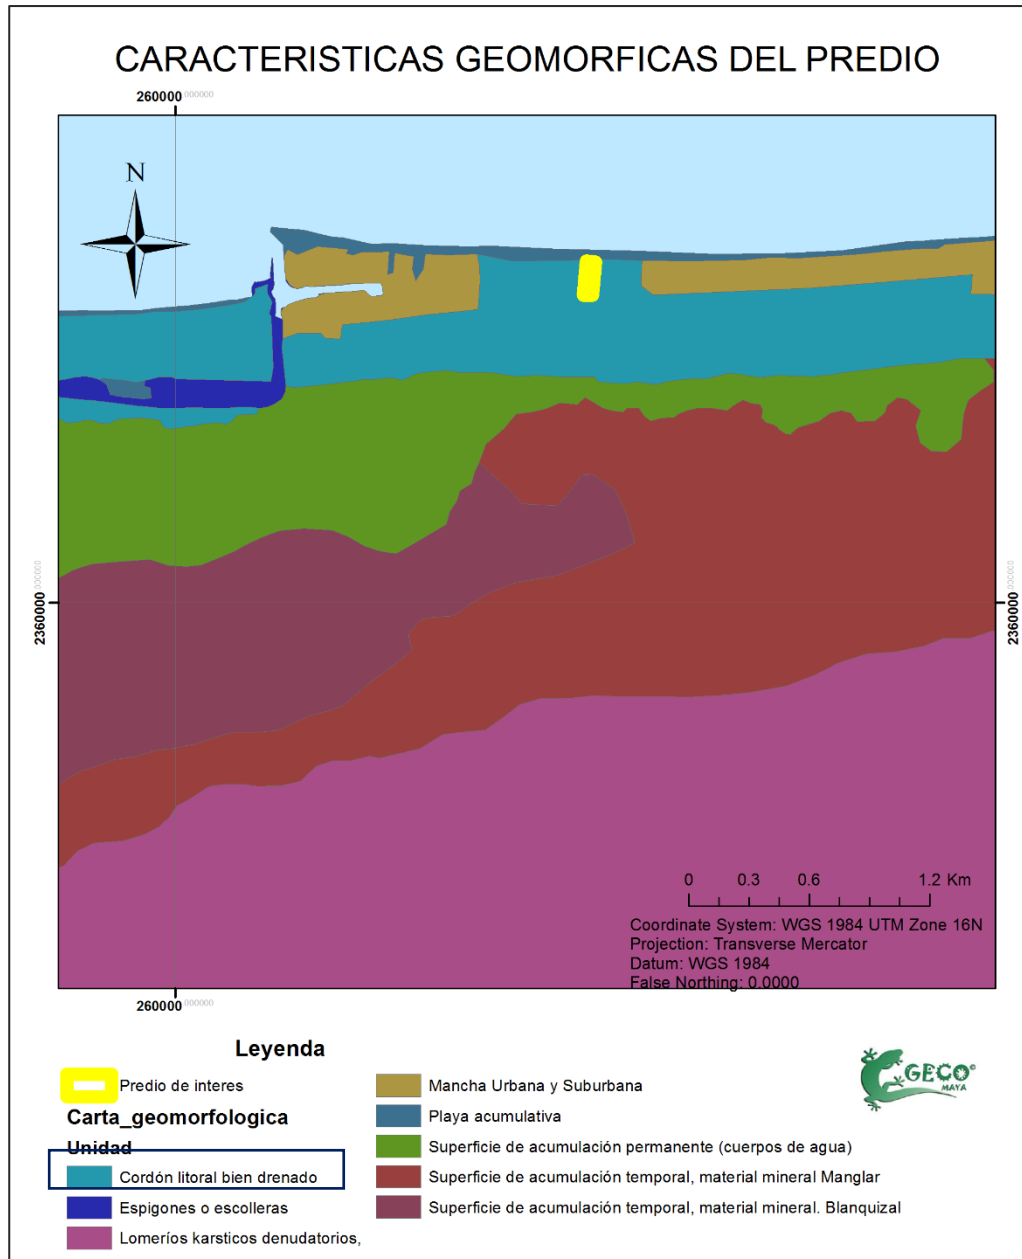 CARACTERISTICAS GEOMORFICAS DEL PREDIO
260000.000000
N
2360000.000000
2360000.000000
0 0.3 0.6 1.2 Km
Coordinate System: WGS 1984 UTM Zone 16N
Projection: Transverse Mercator
Datum: WGS 1984
False Northing: 0.0000
260000.000000
Leyenda
Predio de interes
Carta_geomorfologica
Unidad
Cordón litoral bien drenado
Espigones o escolleras
Lomeríos karsticos denudatorios,
Mancha Urbana y Suburbana
Playa acumulativa
Superficie de acumulación permanente (cuerpos de agua)
Superficie de acumulación temporal, material mineral Manglar
Superficie de acumulación temporal, material mineral. Blanquizal
GECO
MAYA